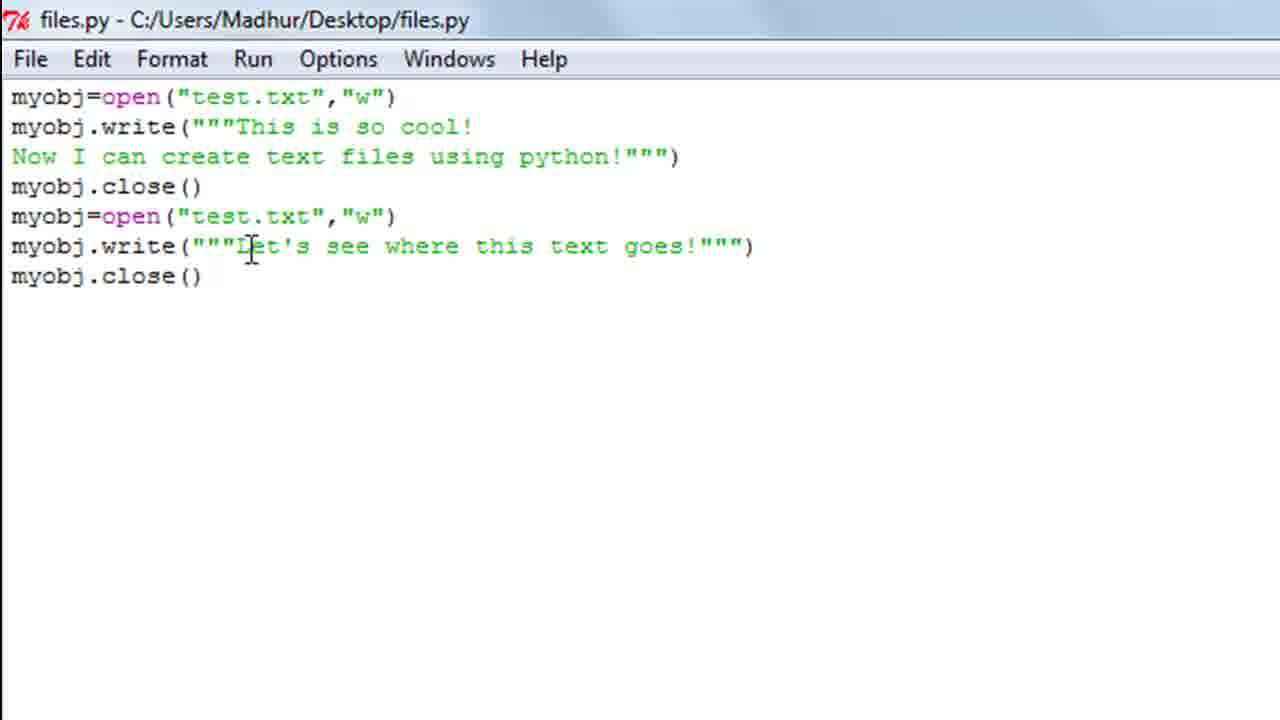 files.py - C:/Users/Madhur/Desktop/files.py
File Edit Format Run Options Windows Help
myobj=open("test.txt","w")
myobj.write("""This is so cool!
Now I can create text files using python!""")
myobj.close()
myobj=open("test.txt","w")
myobj.write("""Let's see where this text goes!""")
myobj.close()